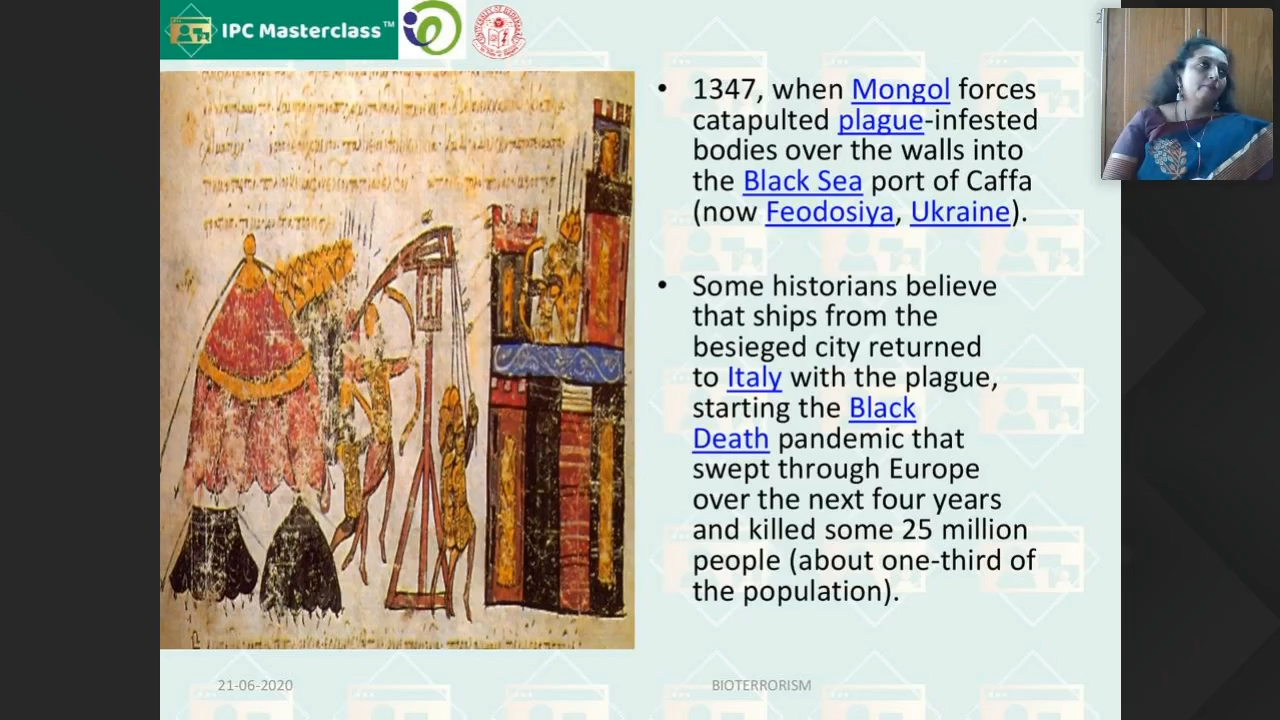 IPC Masterclass™
• 1347, when Mongol forces
catapulted plague-infested
bodies over the walls into
the Black Sea port of Caffa
(now Feodosiya, Ukraine).
• Some historians believe
that ships from the
besieged city returned
to Italy with the plague,
starting the Black
Death pandemic that
swept through Europe
over the next four years
and killed some 25 million
people (about one-third of
the population).
21-06-2020
BIOTERRORISM